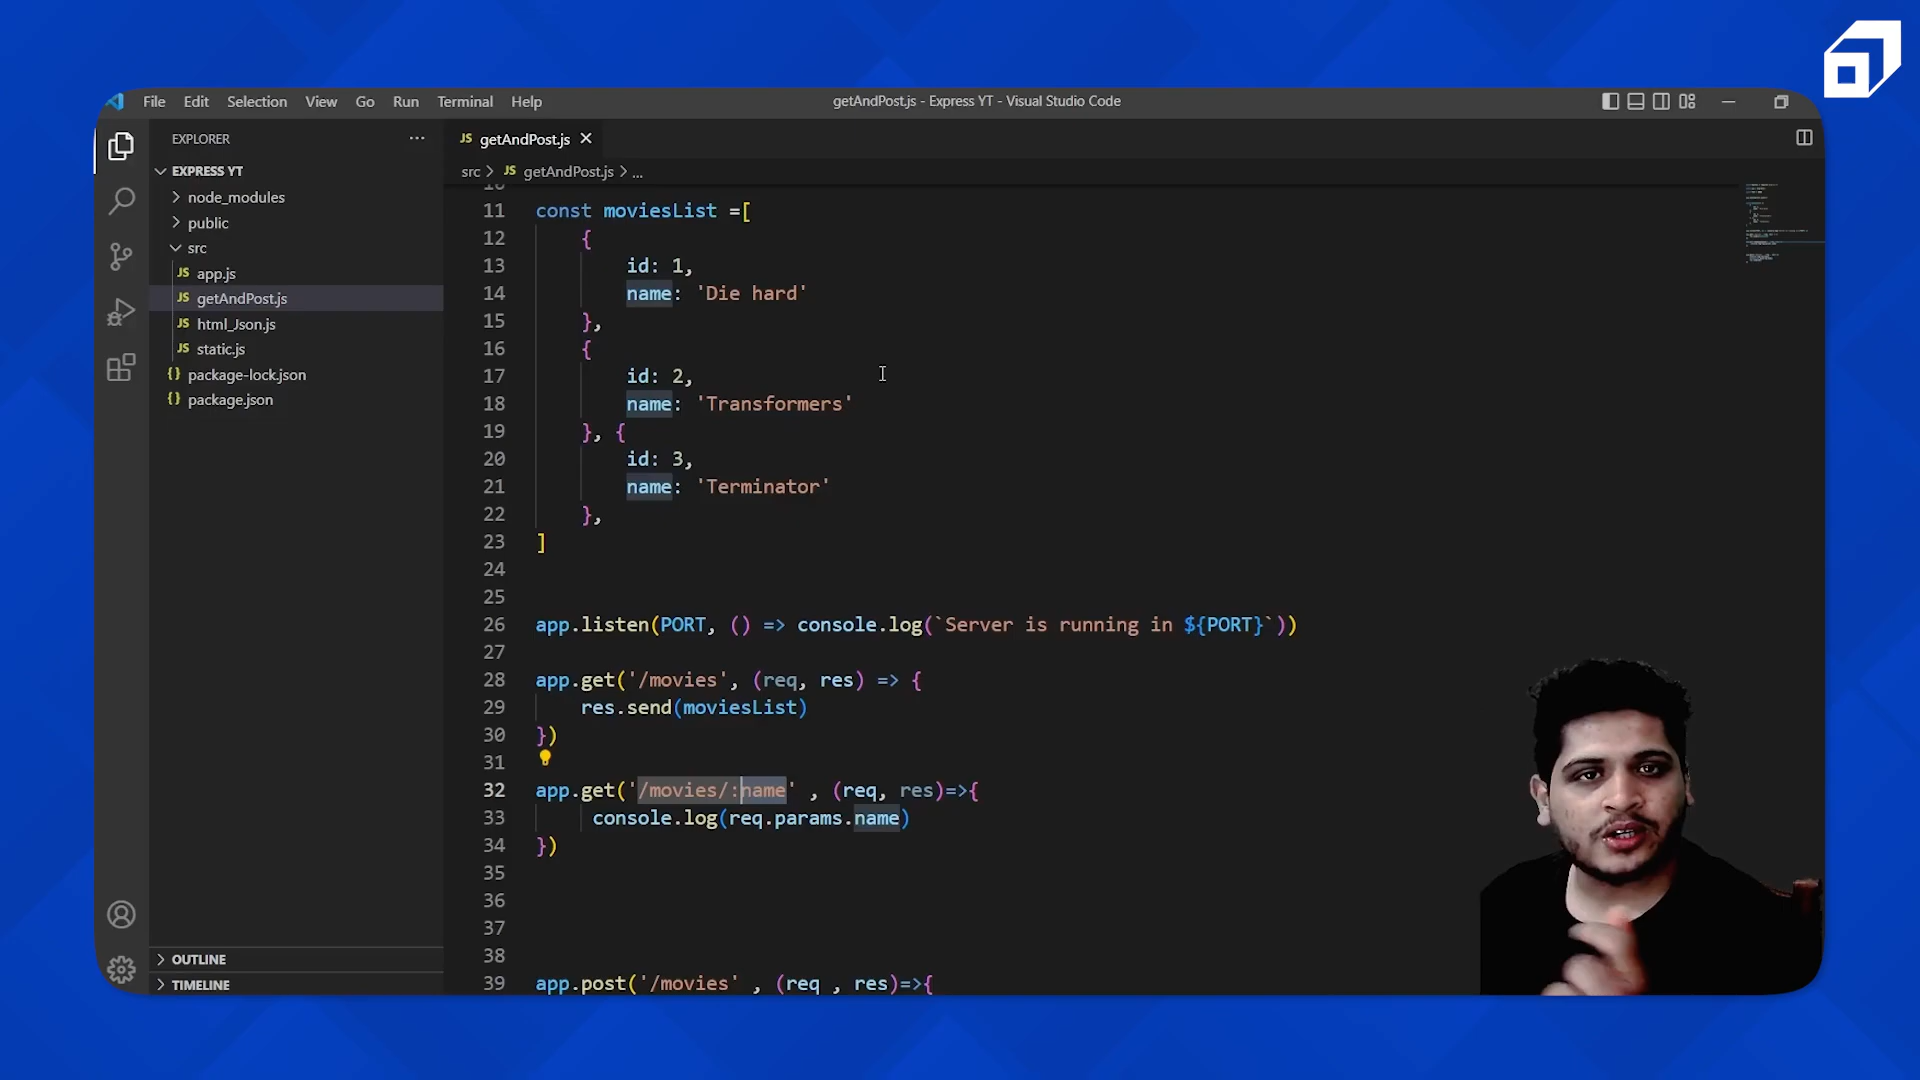 File Edit Selection View Go Run Terminal Help
getAndPost.js - Express YT - Visual Studio Code
EXPLORER
EXPRESS YT
node_modules
public
src
JS app.js
JS getAndPost.js
JS html_Json.js
JS static.js
{} package-lock.json
{} package.json
OUTLINE
TIMELINE
JS getAndPost.js
src > JS getAndPost.js > ...
11 const moviesList =[
12 {
13 id: 1,
14 name: 'Die hard'
15 },
16 {
17 id: 2,
18 name: 'Transformers'
19 }, {
20 id: 3,
21 name: 'Terminator'
22 },
23 ]
24
25
26 app.listen(PORT, () => console.log(`Server is running in ${PORT}`))
27
28 app.get('/movies', (req, res) => {
29 res.send(moviesList)
30 })
31
32 app.get('/movies/:name' , (req, res)=>{
33 console.log(req.params.name)
34 })
35
36
37
38
39 app.post('/movies' , (req , res)=>{